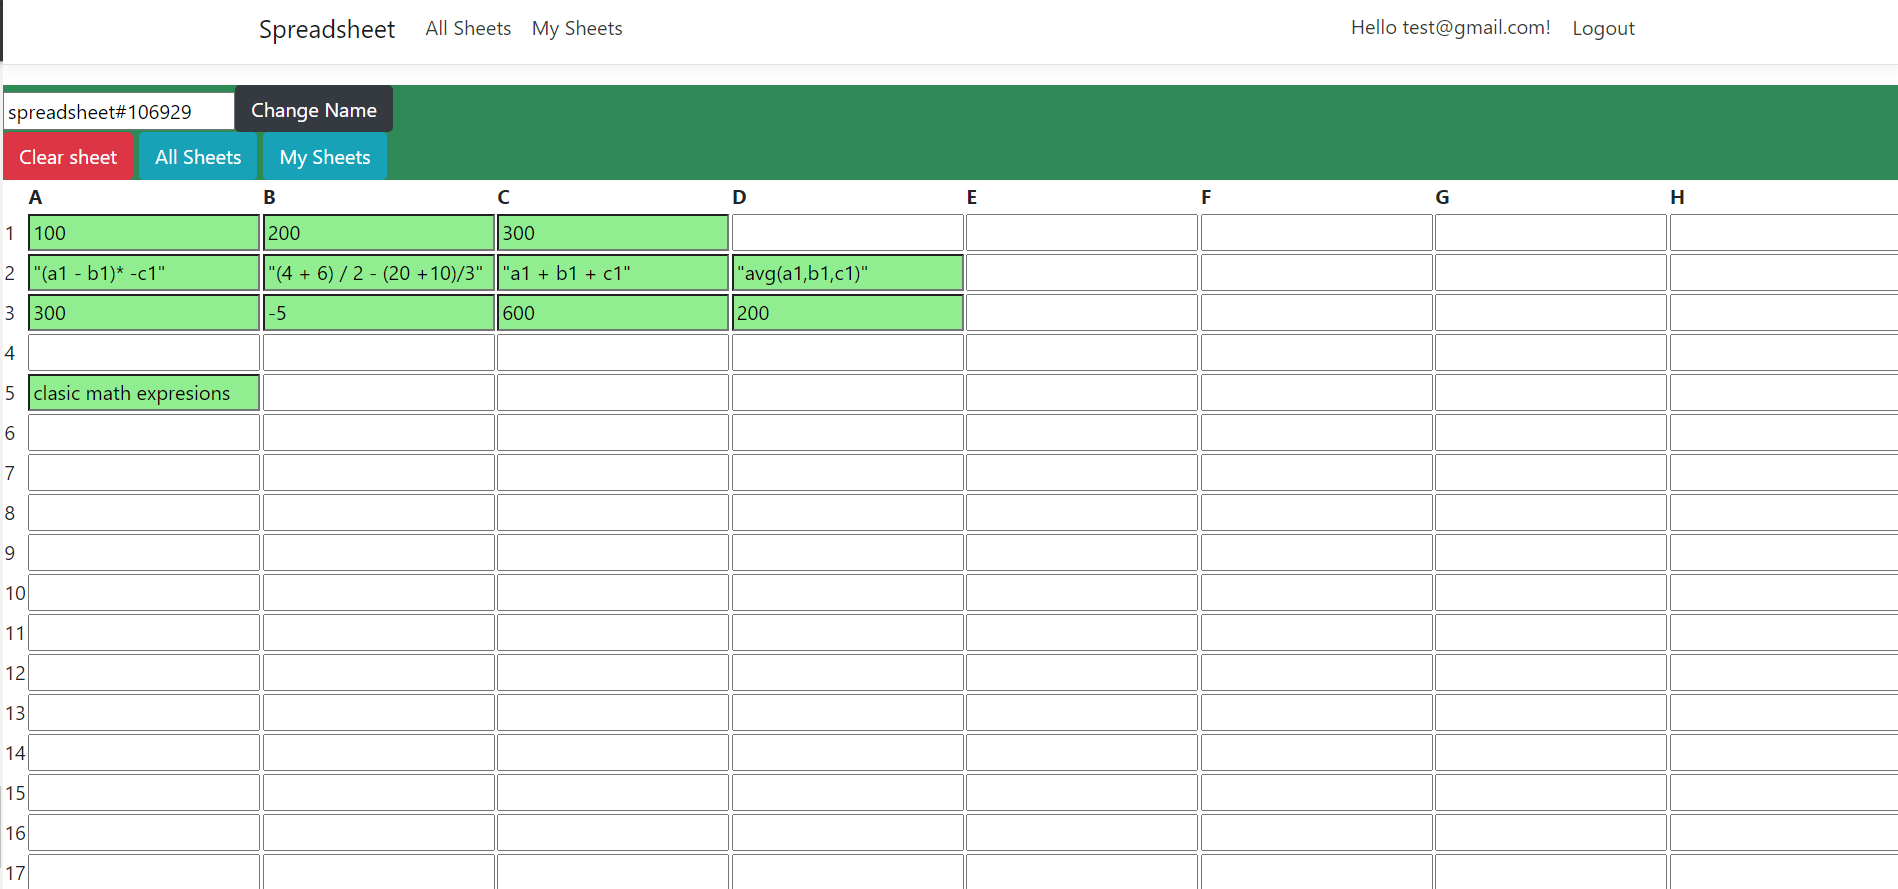 Spreadsheet All Sheets My Sheets Hello test@gmail.com! Logout
spreadsheet#106929 Change Name
Clear sheet All Sheets My Sheets
A B C D E F G H
1 100 200 300
2 "(a1 - b1)* -c1" "(4 + 6) / 2 - (20 +10)/3" "a1 + b1 + c1" "avg(a1,b1,c1)"
3 300 -5 600 200
4
5 clasic math expresions
6
7
8
9
10
11
12
13
14
15
16
17